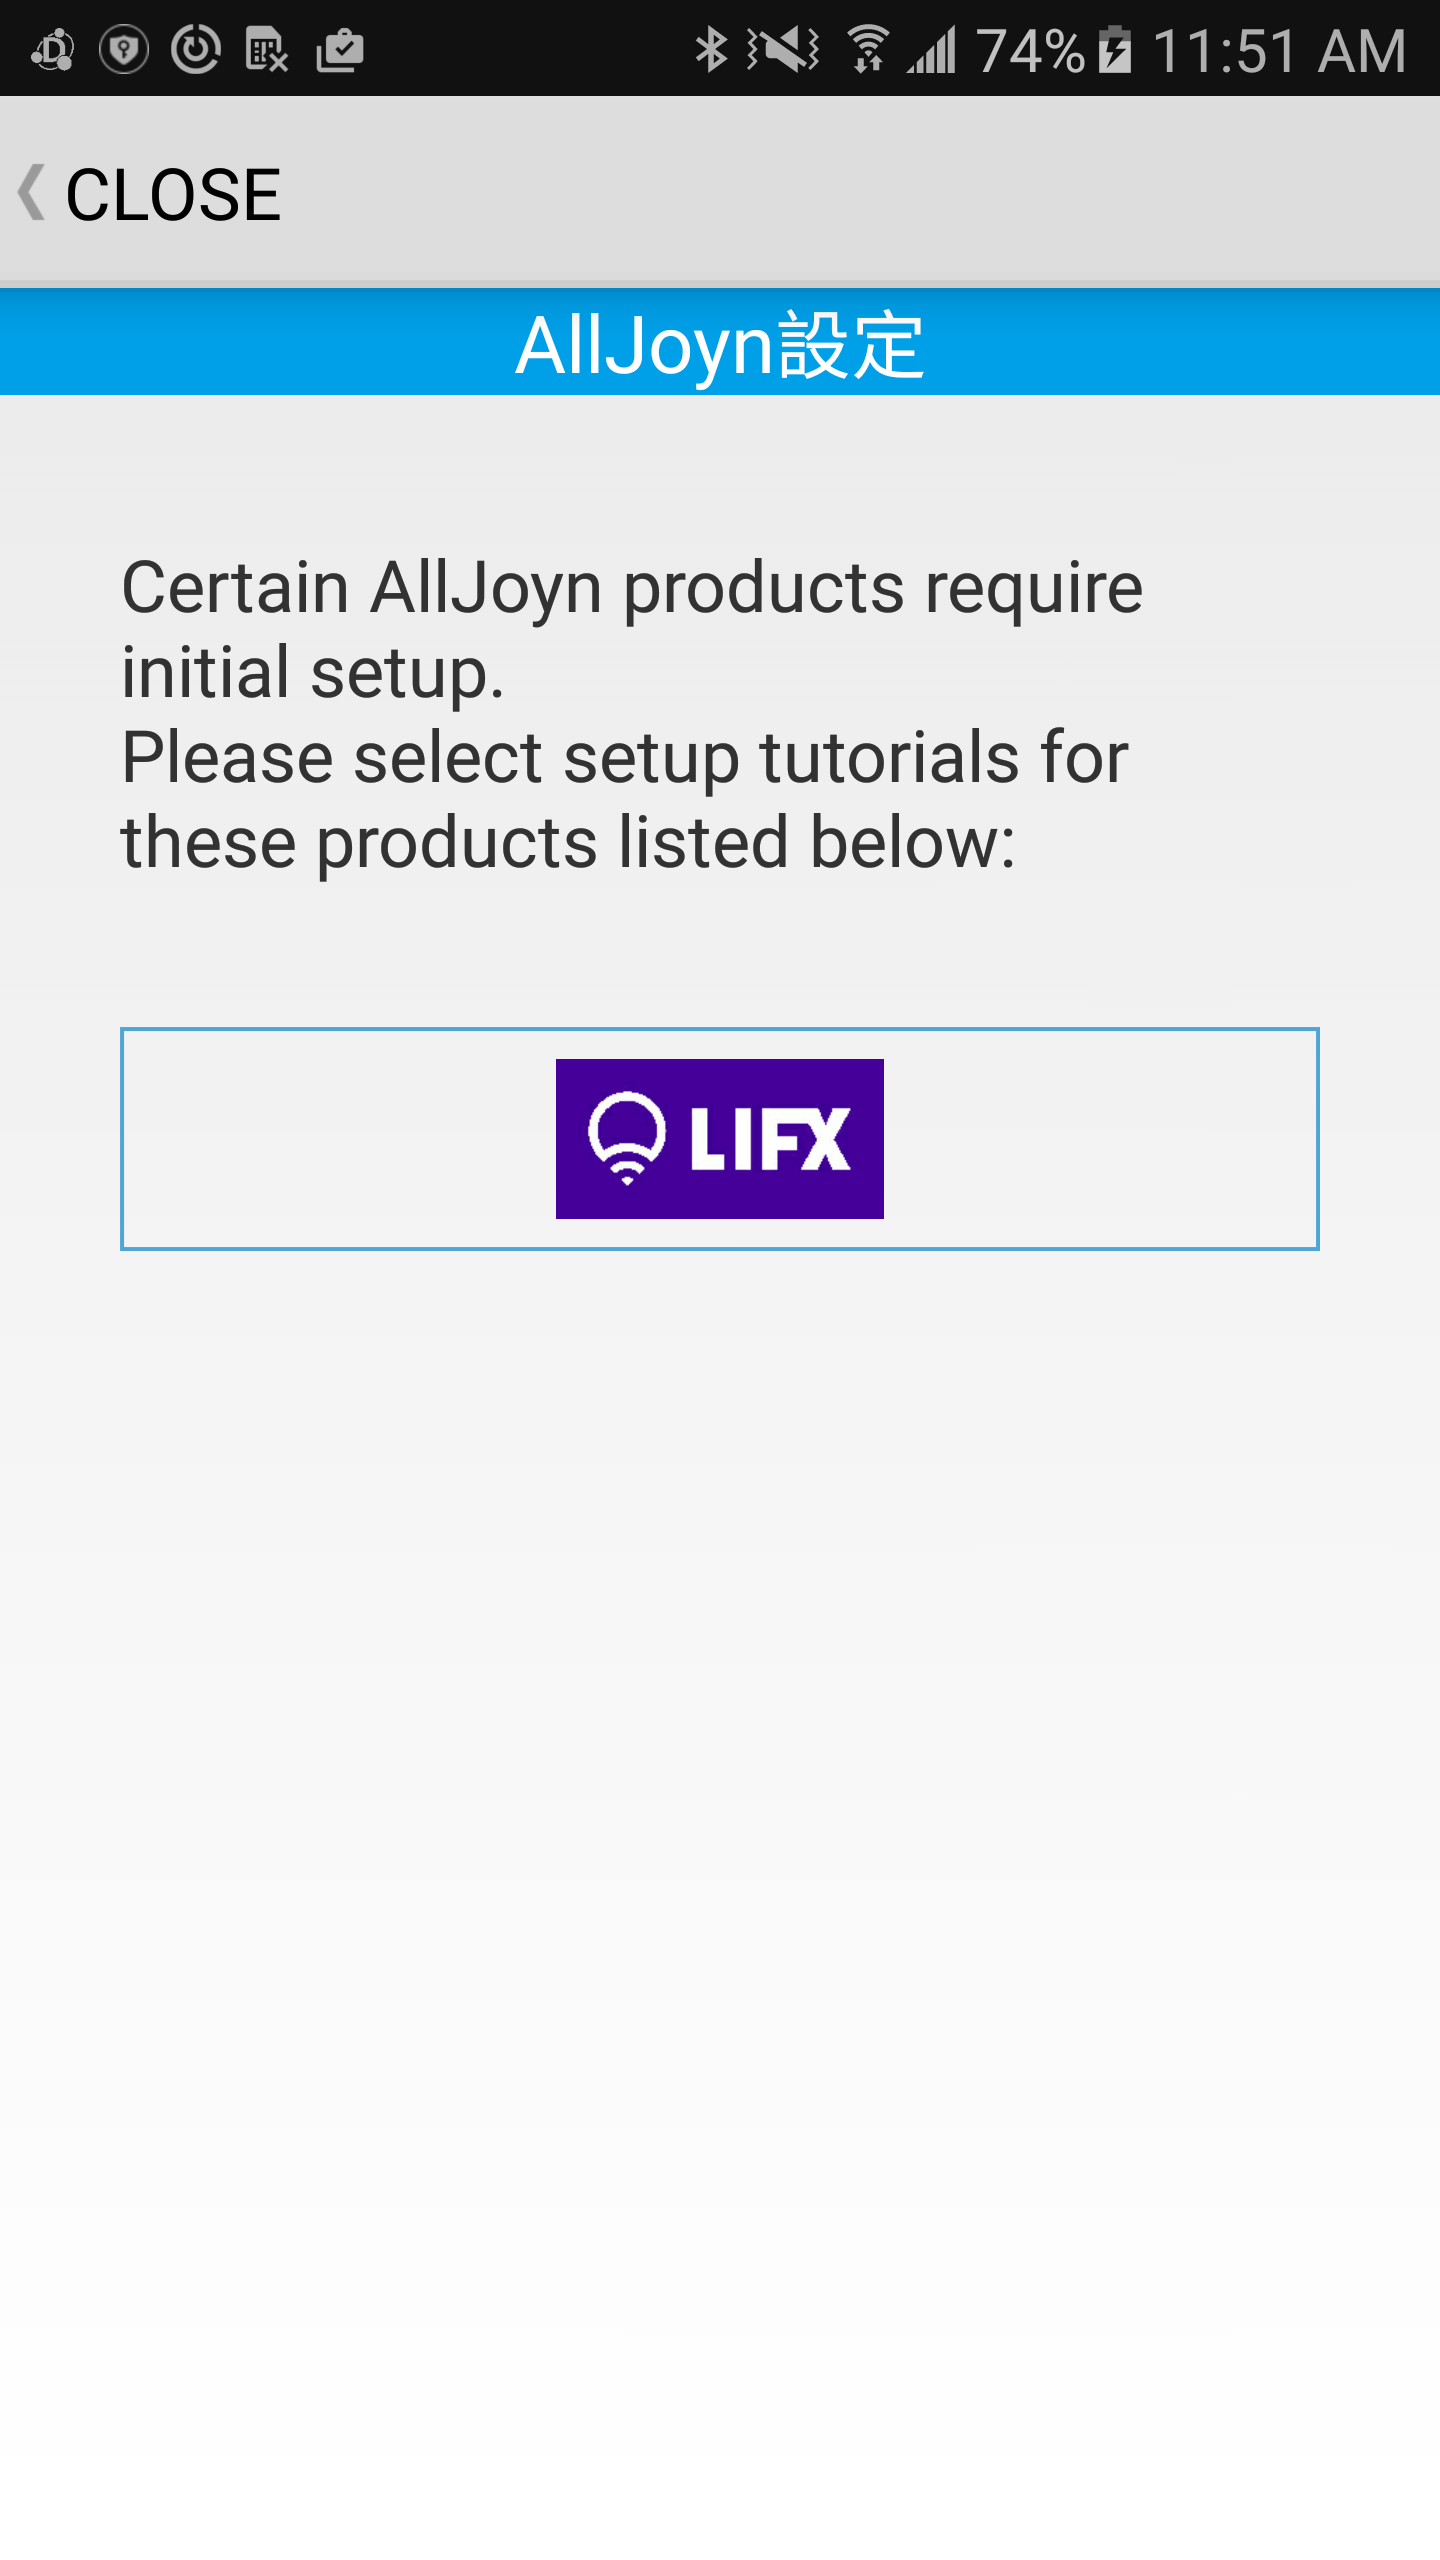 74% 11:51 AM
CLOSE
AllJoyn設定
Certain AllJoyn products require
initial setup.
Please select setup tutorials for
these products listed below:
LIFX